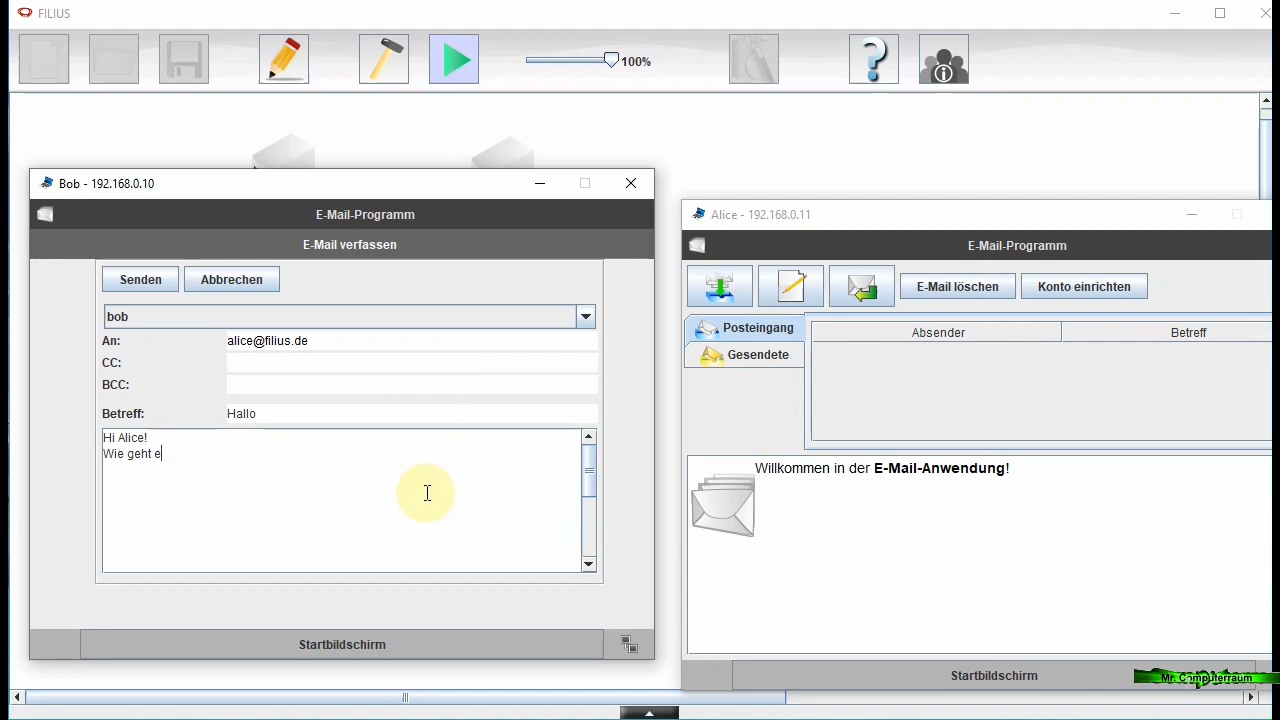 FILIUS
100%
Bob - 192.168.0.10
E-Mail-Programm
E-Mail verfassen
Senden
Abbrechen
bob
An:
alice@filius.de
CC:
BCC:
Betreff:
Hallo
Hi Alice!
Wie geht e
Startbildschirm
Alice - 192.168.0.11
E-Mail-Programm
E-Mail löschen
Konto einrichten
Posteingang
Gesendete
Absender
Betreff
Willkommen in der E-Mail-Anwendung!
Startbildschirm
Mr. Computerraum